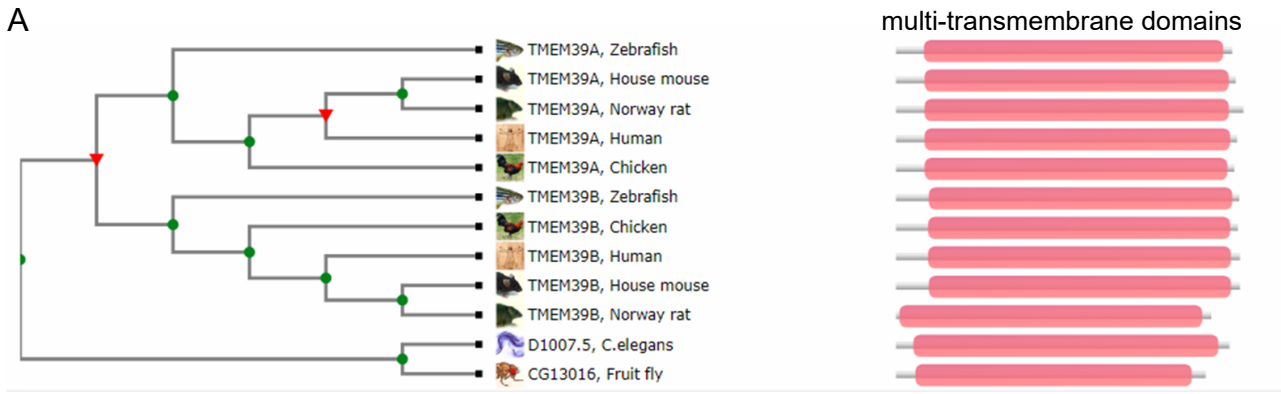 A
multi-transmembrane domains
TMEM39A, Zebrafish
TMEM39A, House mouse
TMEM39A, Norway rat
TMEM39A, Human
TMEM39A, Chicken
TMEM39B, Zebrafish
TMEM39B, Chicken
TMEM39B, Human
TMEM39B, House mouse
TMEM39B, Norway rat
D1007.5, C.elegans
CG13016, Fruit fly